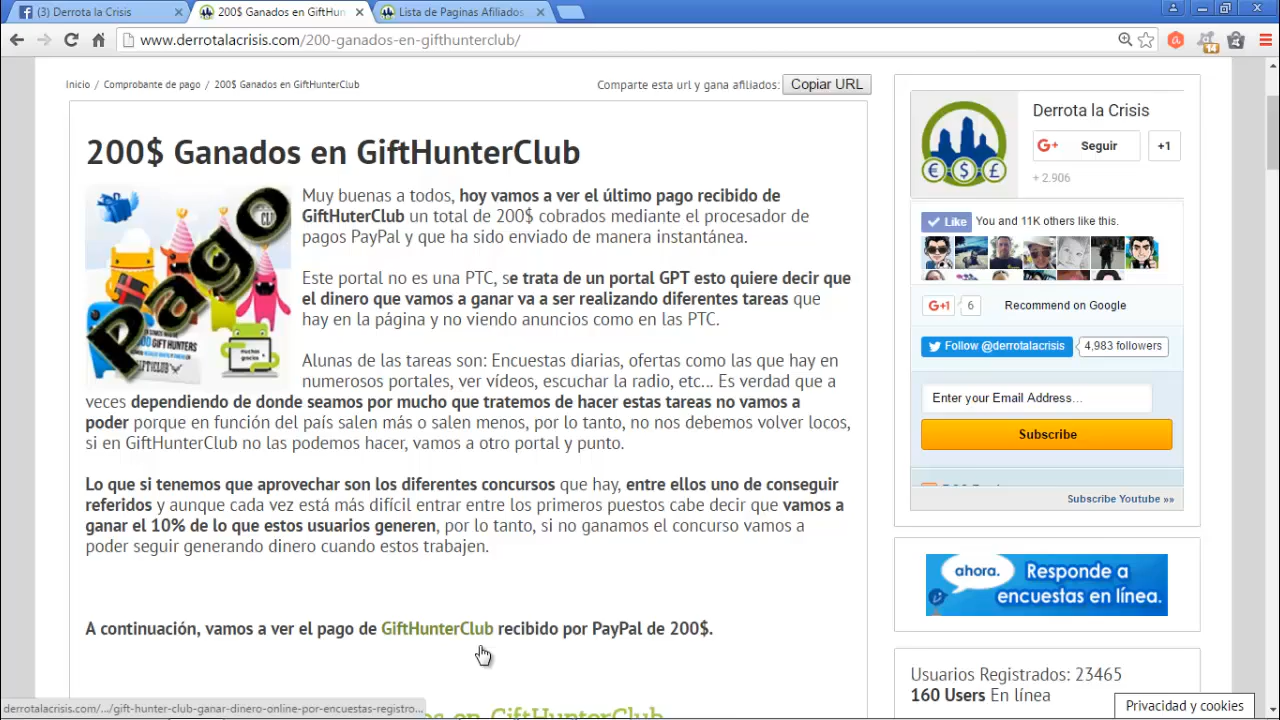 (3) Derrota la Crisis
200$ Ganados en GiftHun
Lista de Paginas Afiliados
www.derrotalacrisis.com/200-ganados-en-gifthunterclub/
14
Inicio / Comprobante de pago / 200$ Ganados en GiftHunterClub
Comparte esta url y gana afiliados: Copiar URL
200$ Ganados en GiftHunterClub
Pago
Muy buenas a todos, hoy vamos a ver el último pago recibido de
GiftHuterClub un total de 200$ cobrados mediante el procesador de
pagos PayPal y que ha sido enviado de manera instantánea.
Este portal no es una PTC, se trata de un portal GPT esto quiere decir que
el dinero que vamos a ganar va a ser realizando diferentes tareas que
hay en la página y no viendo anuncios como en las PTC.
Alunas de las tareas son: Encuestas diarias, ofertas como las que hay en
numerosos portales, ver vídeos, escuchar la radio, etc... Es verdad que a
veces dependiendo de donde seamos por mucho que tratemos de hacer estas tareas no vamos a
poder porque en función del país salen más o salen menos, por lo tanto, no nos debemos volver locos,
si en GiftHunterClub no las podemos hacer, vamos a otro portal y punto.
Lo que si tenemos que aprovechar son los diferentes concursos que hay, entre ellos uno de conseguir
referidos y aunque cada vez está más difícil entrar entre los primeros puestos cabe decir que vamos a
ganar el 10% de lo que estos usuarios generen, por lo tanto, si no ganamos el concurso vamos a
poder seguir generando dinero cuando estos trabajen.
A continuación, vamos a ver el pago de GiftHunterClub recibido por PayPal de 200$.
os en GiftHunterClub
derrotalacrisis.com/.../gift-hunter-club-ganar-dinero-online-por-encuestas-registro...
€ $ £
Derrota la Crisis
G+ Seguir +1
+ 2.906
Like You and 11K others like this.
G+1 6 Recommend on Google
Follow @derrotalacrisis 4,983 followers
Enter your Email Address...
Subscribe
Subscribe Youtube »»
ahora. Responde a
encuestas en línea.
Usuarios Registrados: 23465
160 Users En línea
Privacidad y cookies